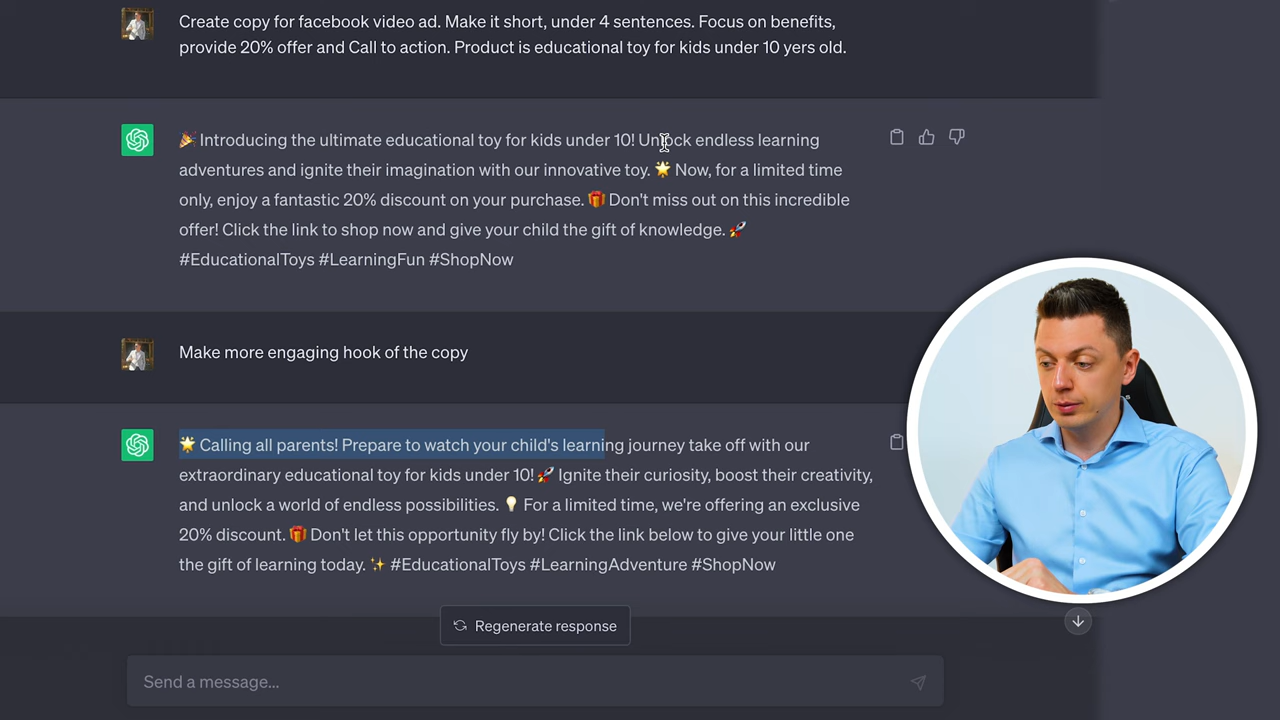 Create copy for facebook video ad. Make it short, under 4 sentences. Focus on benefits,
provide 20% offer and Call to action. Product is educational toy for kids under 10 yers old.
🎉 Introducing the ultimate educational toy for kids under 10! Unlock endless learning
adventures and ignite their imagination with our innovative toy. 🌟 Now, for a limited time
only, enjoy a fantastic 20% discount on your purchase. 🎁 Don't miss out on this incredible
offer! Click the link to shop now and give your child the gift of knowledge. 🚀
#EducationalToys #LearningFun #ShopNow
Make more engaging hook of the copy
🌟 Calling all parents! Prepare to watch your child's learning journey take off with our
extraordinary educational toy for kids under 10! 🚀 Ignite their curiosity, boost their creativity,
and unlock a world of endless possibilities. 💡 For a limited time, we're offering an exclusive
20% discount. 🎁 Don't let this opportunity fly by! Click the link below to give your little one
the gift of learning today. ✨ #EducationalToys #LearningAdventure #ShopNow
Regenerate response
Send a message...